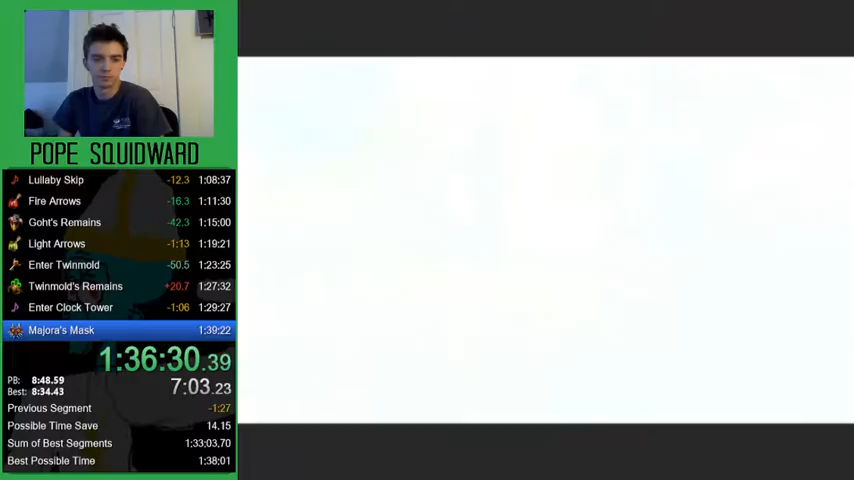 POPE SQUIDWARD
Lullaby Skip -12.3 1:08:37
Fire Arrows -16.3 1:11:30
Goht's Remains -42.3 1:15:00
Light Arrows -1:13 1:19:21
Enter Twinmold -50.5 1:23:25
Twinmold's Remains +20.7 1:27:32
Enter Clock Tower -1:06 1:29:27
Majora's Mask 1:39:22
1:36:30.39
PB: 8:48.59 7:03.23
Best: 8:34.43
Previous Segment -1:27
Possible Time Save 14.15
Sum of Best Segments 1:33:03.70
Best Possible Time 1:38:01